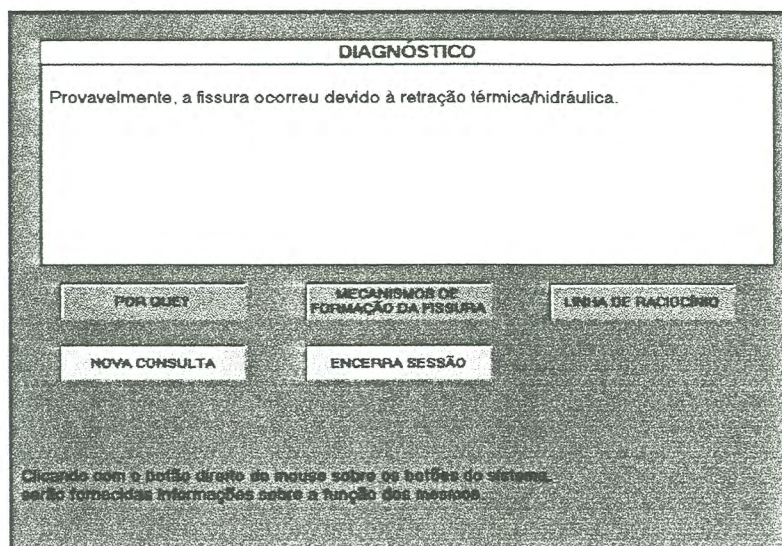 DIAGNÓSTICO
Provavelmente, a fissura ocorreu devido à retração térmica/hidráulica.
POR QUE?
MECANISMOS DE
FORMAÇÃO DA FISSURA
LINHA DE RACIOCÍNIO
NOVA CONSULTA
ENCERRA SESSÃO
Clicando com o botão direito do mouse sobre os botões do sistema,
serão fornecidas informações sobre a função dos mesmos.